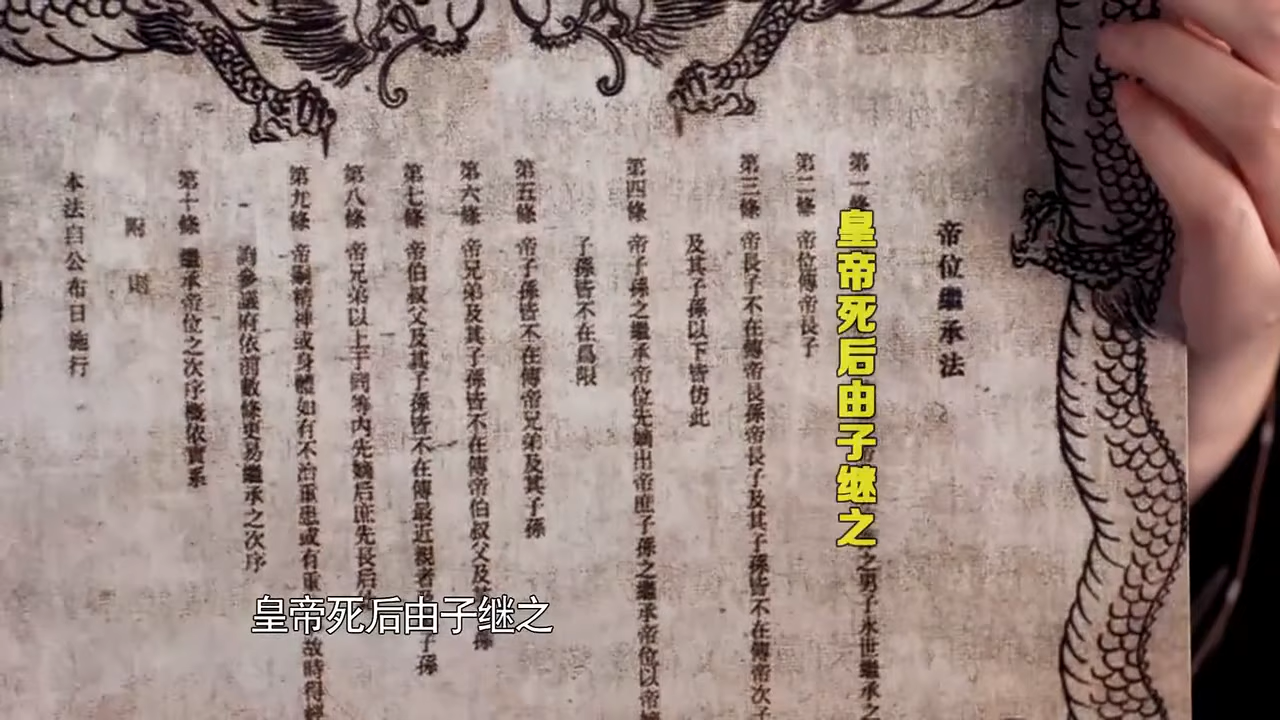 帝位繼承法
第一條
之男子永世繼承之
皇帝死后由子继之
第二條 帝位傳帝長子
第三條 帝長子不在傳帝長孫帝長子及其子孫皆不在傳帝次子
及其子孫以下皆仿此
第四條 帝子孫之繼承帝位先嫡出帝庶子孫之繼承帝位以帝嫡
子孫皆不在爲限
第五條 帝子孫皆不在傳帝兄弟及其子孫
第六條 帝兄弟及其子孫皆不在傳帝伯叔父及
孫
第七條 帝伯叔父及其子孫皆不在傳最近親者
子孫
第八條 帝兄弟以上于同等內先嫡后庶先長后
第九條 帝嗣精神或身體如有不治重患或有重
故時得經
詢參議府依前數條更易繼承之次序
第十條 繼承帝位之次序概依實系
附則
本法自公布日施行
皇帝死后由子继之